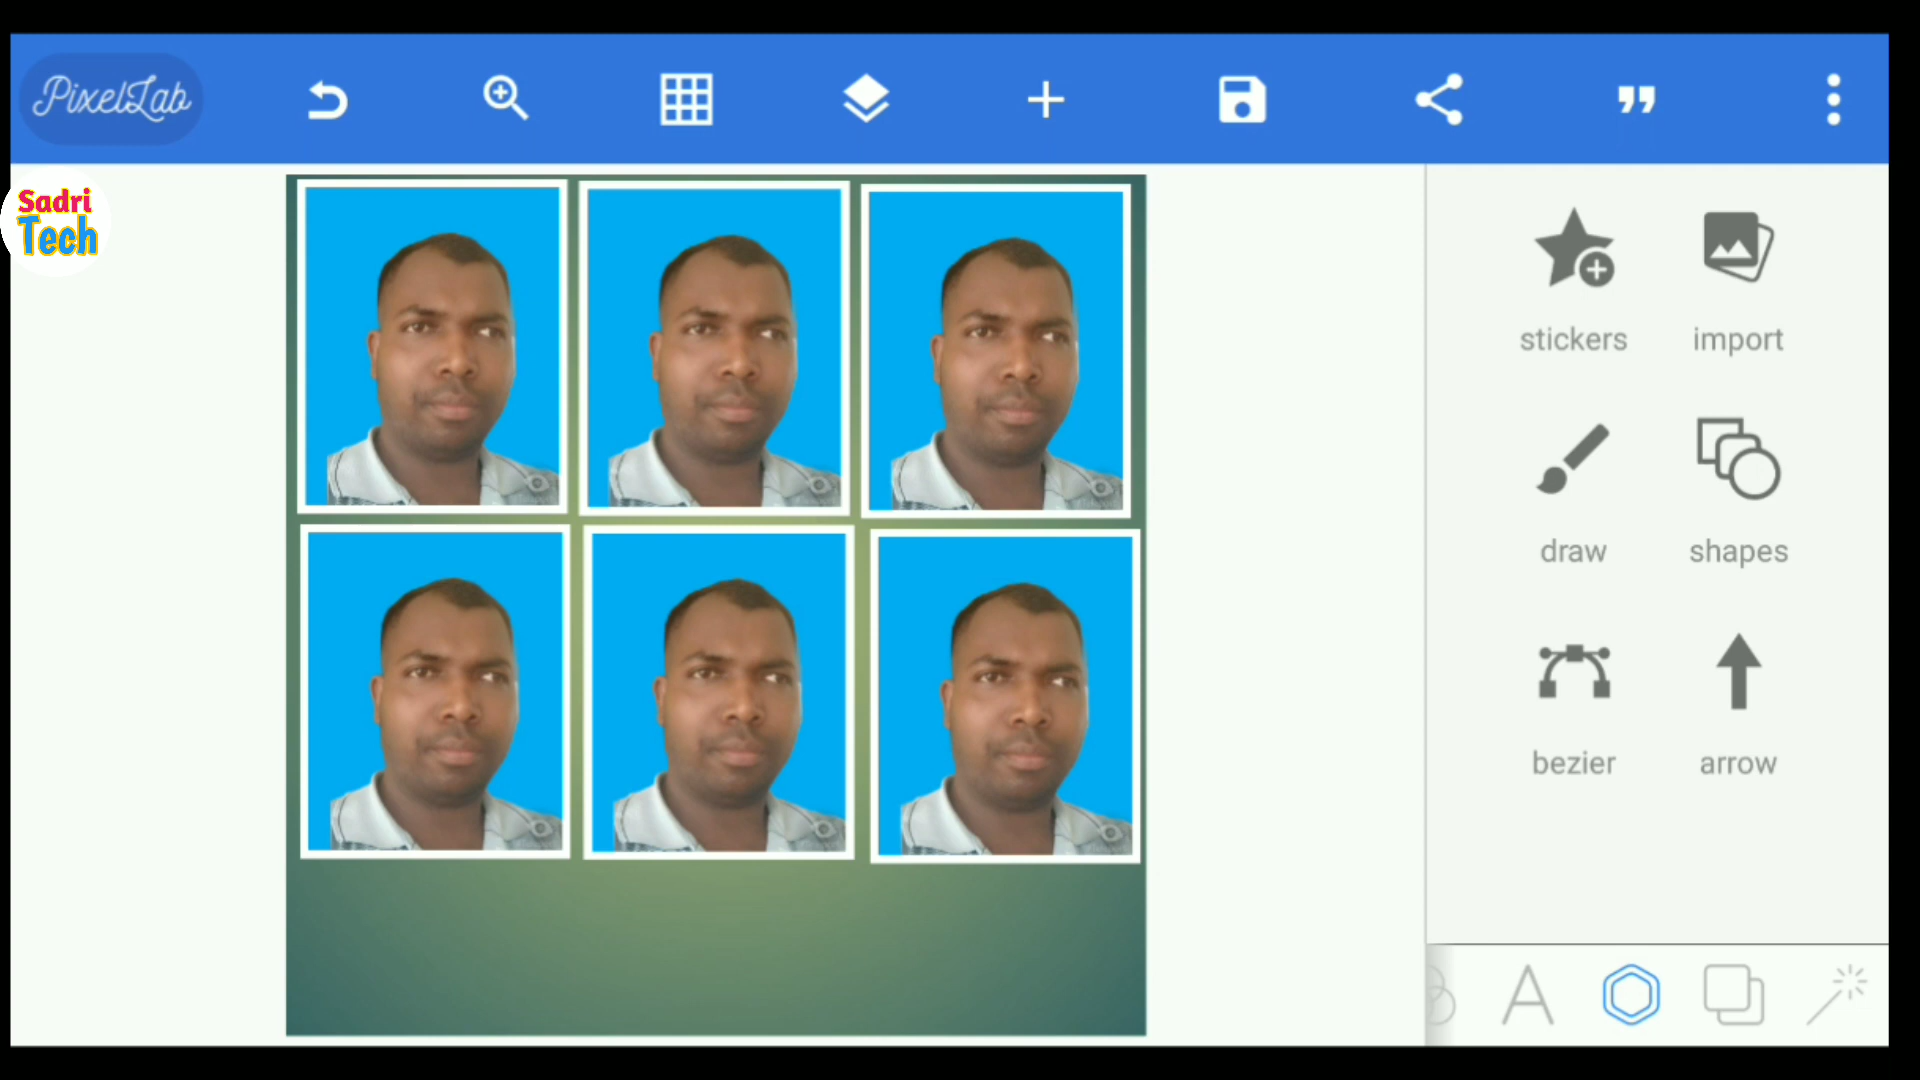 PixelLab
Sadri
Tech
stickers
import
draw
shapes
bezier
arrow